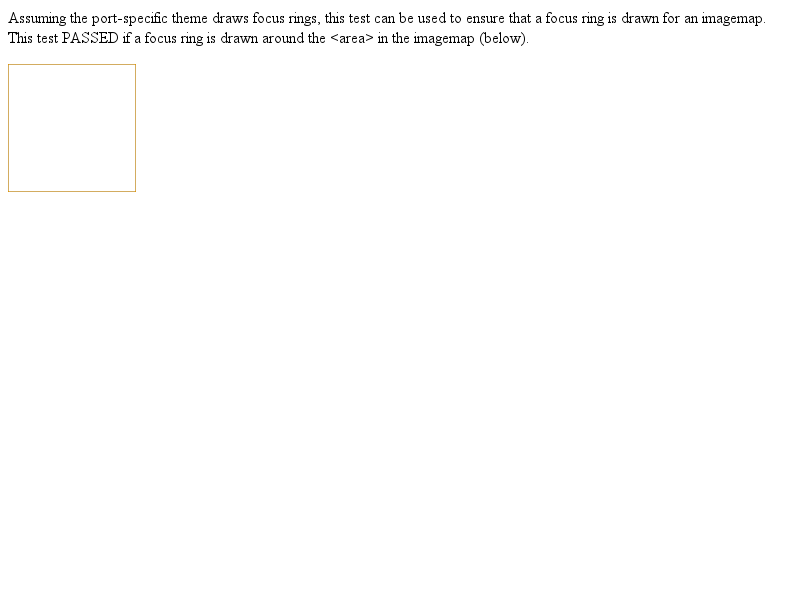 Assuming the port-specific theme draws focus rings, this test can be used to ensure that a focus ring is drawn for an imagemap.
This test PASSED if a focus ring is drawn around the <area> in the imagemap (below).